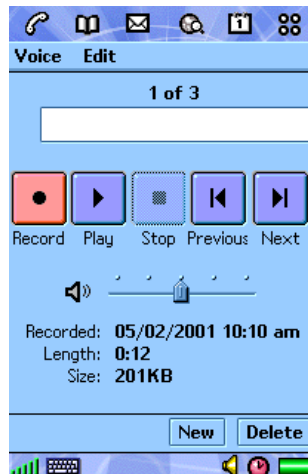 1
Voice Edit
1 of 3
Record Play Stop Previous Next
Recorded: 05/02/2001 10:10 am
Length: 0:12
Size: 201KB
New Delete